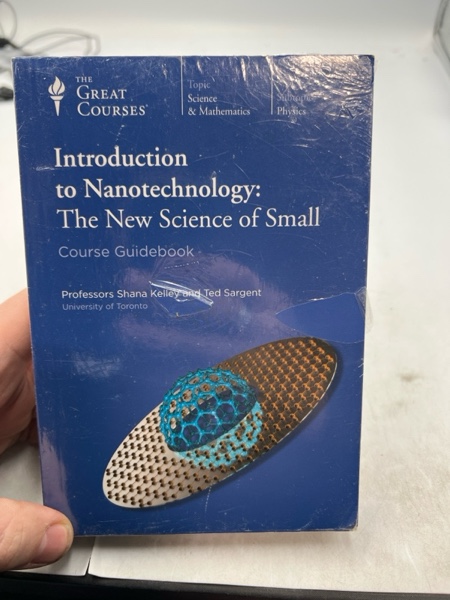 THE
GREAT
COURSES
Topic
Science
& Mathematics
Subtopic
Physics
Introduction
to Nanotechnology:
The New Science of Small
Course Guidebook
Professors Shana Kelley and Ted Sargent
University of Toronto